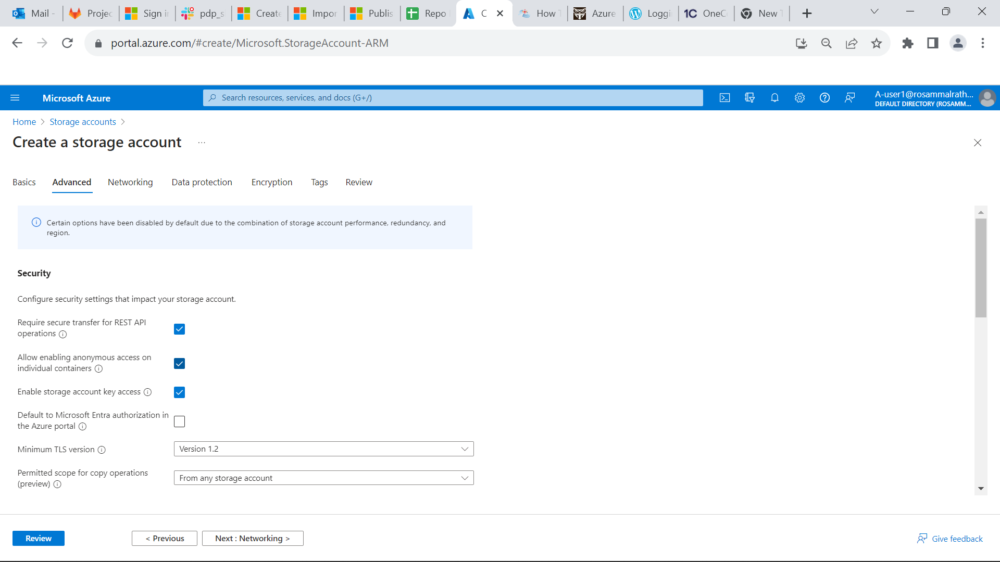 Mail -
Projec
Sign i
pdp_s
Create
Impor
Publis
Repo
C
How T
Azure
Loggi
OneC
New T
portal.azure.com/#create/Microsoft.StorageAccount-ARM
Microsoft Azure
Search resources, services, and docs (G+/)
A-user1@rosammalrath...
DEFAULT DIRECTORY (ROSAMM...
Home
Storage accounts
Create a storage account ...
Basics
Advanced
Networking
Data protection
Encryption
Tags
Review
Certain options have been disabled by default due to the combination of storage account performance, redundancy, and
region.
Security
Configure security settings that impact your storage account.
Require secure transfer for REST API
operations
Allow enabling anonymous access on
individual containers
Enable storage account key access
Default to Microsoft Entra authorization in
the Azure portal
Minimum TLS version
Version 1.2
Permitted scope for copy operations
(preview)
From any storage account
Review
< Previous
Next : Networking >
Give feedback